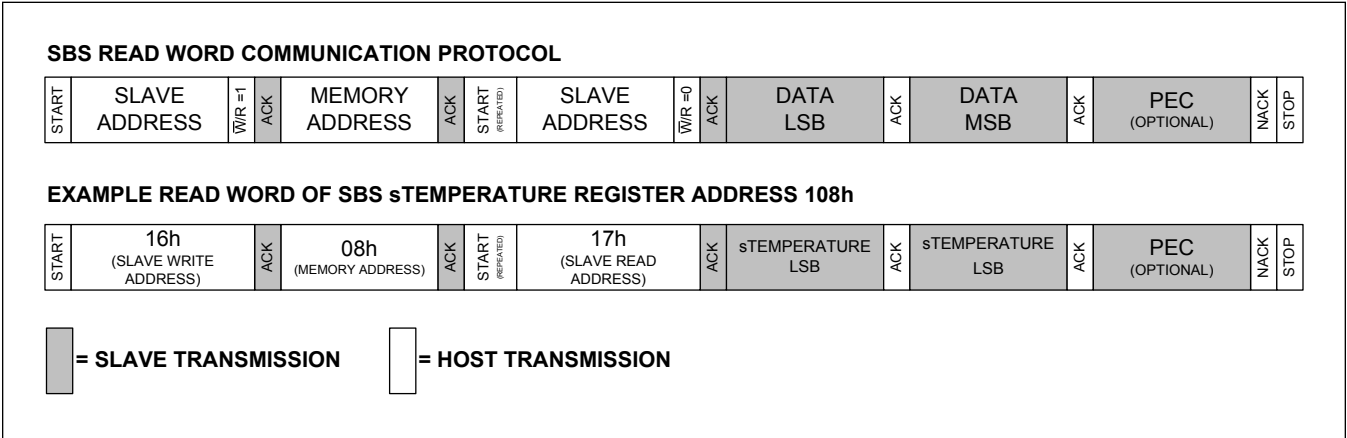 SBS READ WORD COMMUNICATION PROTOCOL
START
SLAVE
ADDRESS
W̅/R =1
ACK
MEMORY
ADDRESS
ACK
START
(REPEATED)
SLAVE
ADDRESS
W̅/R =0
ACK
DATA
LSB
ACK
DATA
MSB
ACK
PEC
(OPTIONAL)
NACK
STOP
EXAMPLE READ WORD OF SBS sTEMPERATURE REGISTER ADDRESS 108h
START
16h
(SLAVE WRITE
ADDRESS)
ACK
08h
(MEMORY ADDRESS)
ACK
START
(REPEATED)
17h
(SLAVE READ
ADDRESS)
ACK
sTEMPERATURE
LSB
ACK
sTEMPERATURE
LSB
ACK
PEC
(OPTIONAL)
NACK
STOP
= SLAVE TRANSMISSION
= HOST TRANSMISSION